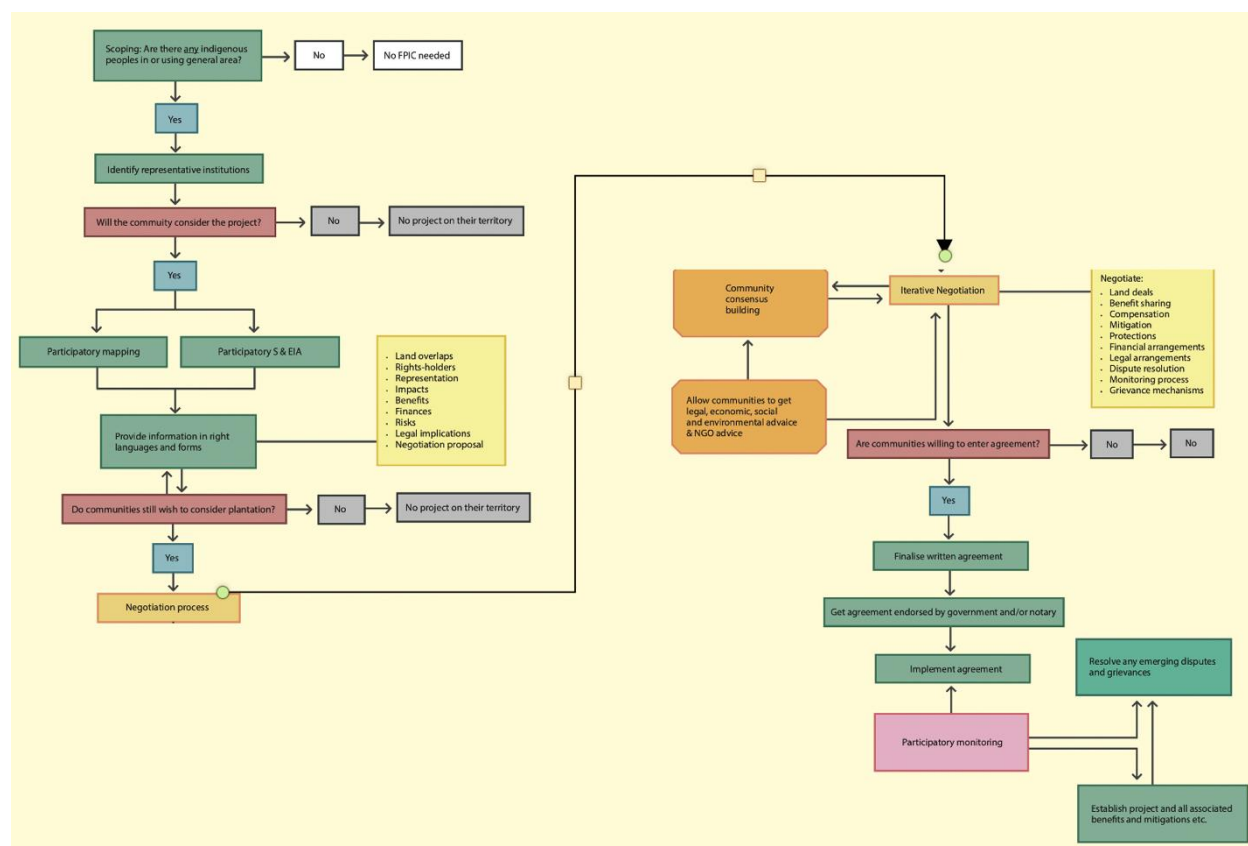 Scoping: Are there any indigenous
peoples in or using general area?
No
No FPIC needed
Yes
Identify representative institutions
Will the commuity consider the project?
No
No project on their territory
Yes
Participatory mapping
Participatory S & EIA
Provide information in right
languages and forms
- Land overlaps
- Rights-holders
- Representation
- Impacts
- Benefits
- Finances
- Risks
- Legal implications
- Negotiation proposal
Do communities still wish to consider plantation?
No
No project on their territory
Yes
Negotiation process
Community
consensus
building
Iterative Negotiation
Negotiate:
- Land deals
- Benefit sharing
- Compensation
- Mitigation
- Protections
- Financial arrangements
- Legal arrangements
- Dispute resolution
- Monitoring process
- Grievance mechanisms
Allow communities to get
legal, economic, social
and environmental advaice
& NGO advice
Are communities willing to enter agreement?
No
No
Yes
Finalise written agreement
Get agreement endorsed by government and/or notary
Implement agreement
Participatory monitoring
Resolve any emerging disputes
and grievances
Establish project and all associated
benefits and mitigations etc.